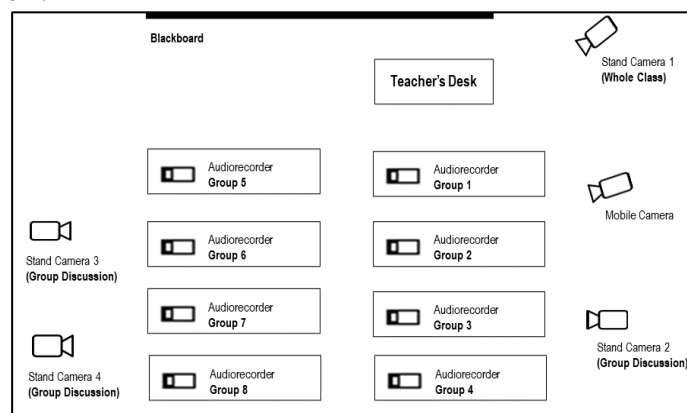 Blackboard
Stand Camera 1
(Whole Class)
Teacher's Desk
Audiorecorder
Group 5
Audiorecorder
Group 1
Mobile Camera
Audiorecorder
Group 6
Audiorecorder
Group 2
Stand Camera 3
(Group Discussion)
Audiorecorder
Group 7
Audiorecorder
Group 3
Stand Camera 2
(Group Discussion)
Stand Camera 4
(Group Discussion)
Audiorecorder
Group 8
Audiorecorder
Group 4